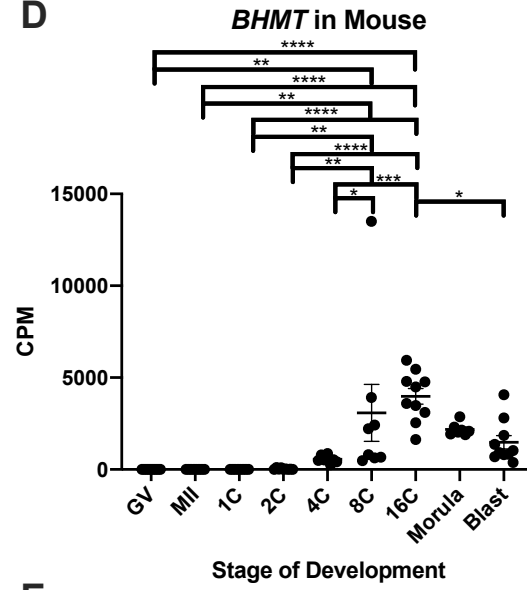 D
BHMT in Mouse
****
**
****
**
****
**
****
**
***
*
*
15000
10000
5000
0
CPM
GV
MII
1C
2C
4C
8C
16C
Morula
Blast
Stage of Development